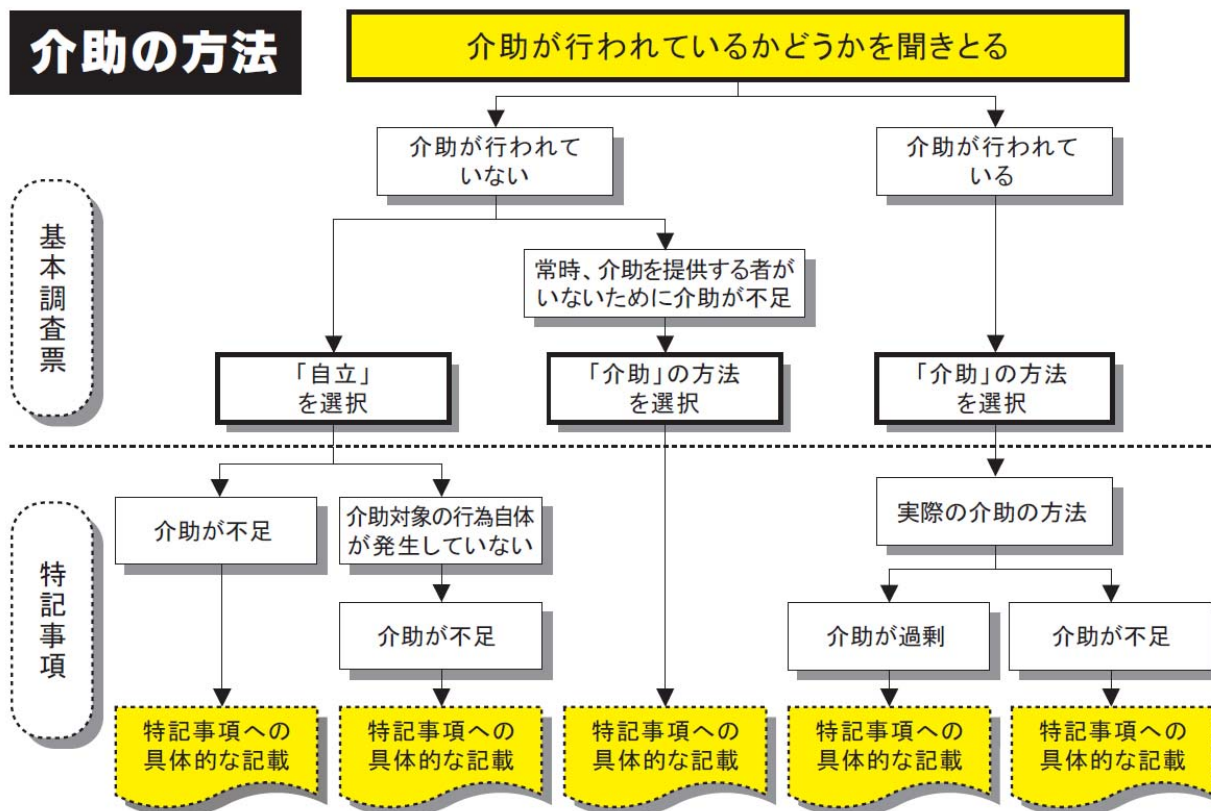 介助の方法
介助が行われているかどうかを聞きとる
介助が行われて
いない
介助が行われて
いる
基本調査票
常時、介助を提供する者が
いないために介助が不足
「自立」
を選択
「介助」の方法
を選択
「介助」の方法
を選択
特記事項
介助が不足
介助対象の行為自体
が発生していない
実際の介助の方法
介助が不足
介助が過剰
介助が不足
特記事項への
具体的な記載
特記事項への
具体的な記載
特記事項への
具体的な記載
特記事項への
具体的な記載
特記事項への
具体的な記載